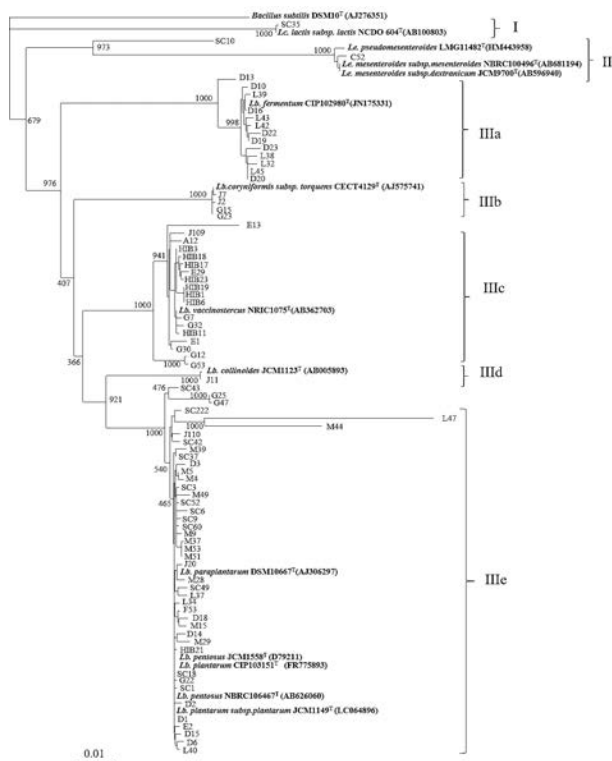 Bacillus subtilis DSM10T (AJ276351)
SC35
I
1000
Lc. lactis subsp. lactis NCDO 604T (AB100803)
SC10
Le. pseudomesenteroides LMG11482T (HM443958)
973
1000
C52
Le. mesenteroides subsp.mesenteroides NBRC100496T (AB681194)
II
Le. mesenteroides subsp.dextranicum JCM9700T (AB596940)
D13
D10
1000
L39
Lb. fermentum CIP102980T (JN175331)
D16
L43
679
998
L42
D22
IIIa
D19
D23
L38
L32
L45
D20
976
Lb.coryniformis subsp. torquens CECT4129T (AJ575741)
1000
J7
J2
IIIb
G15
G23
E13
J109
A12
HIB3
941
HIB18
407
HIB17
E29
HIB23
HIB19
IIIc
HIB1
1000
HIB6
Lb. vaccinostercus NRIC1075T (AB362703)
G7
G32
HIB11
366
E1
G30
G12
1000
G53
Lb. collinoides JCM1123T (AB005893)
IIId
1000
J11
921
476
SC43
1000
G25
G47
SC222
L47
1000
M44
1000
J110
SC42
M39
540
SC37
D3
M5
M4
SC3
M49
465
SC52
SC6
SC9
SC60
M9
M37
M53
M51
J20
Lb. paraplantarum DSM10667T (AJ306297)
IIIe
M28
SC49
L37
L34
F53
D18
M15
D14
M29
HIB21
Lb. pentosus JCM1558T (D79211)
Lb. plantarum CIP103151T (FR775893)
SC18
G22
SC1
Lb. pentosus NBRC106467T (AB626060)
D2
Lb. plantarum subsp.plantarum JCM1149T (LC064896)
D1
E2
D15
D6
0.01
L40